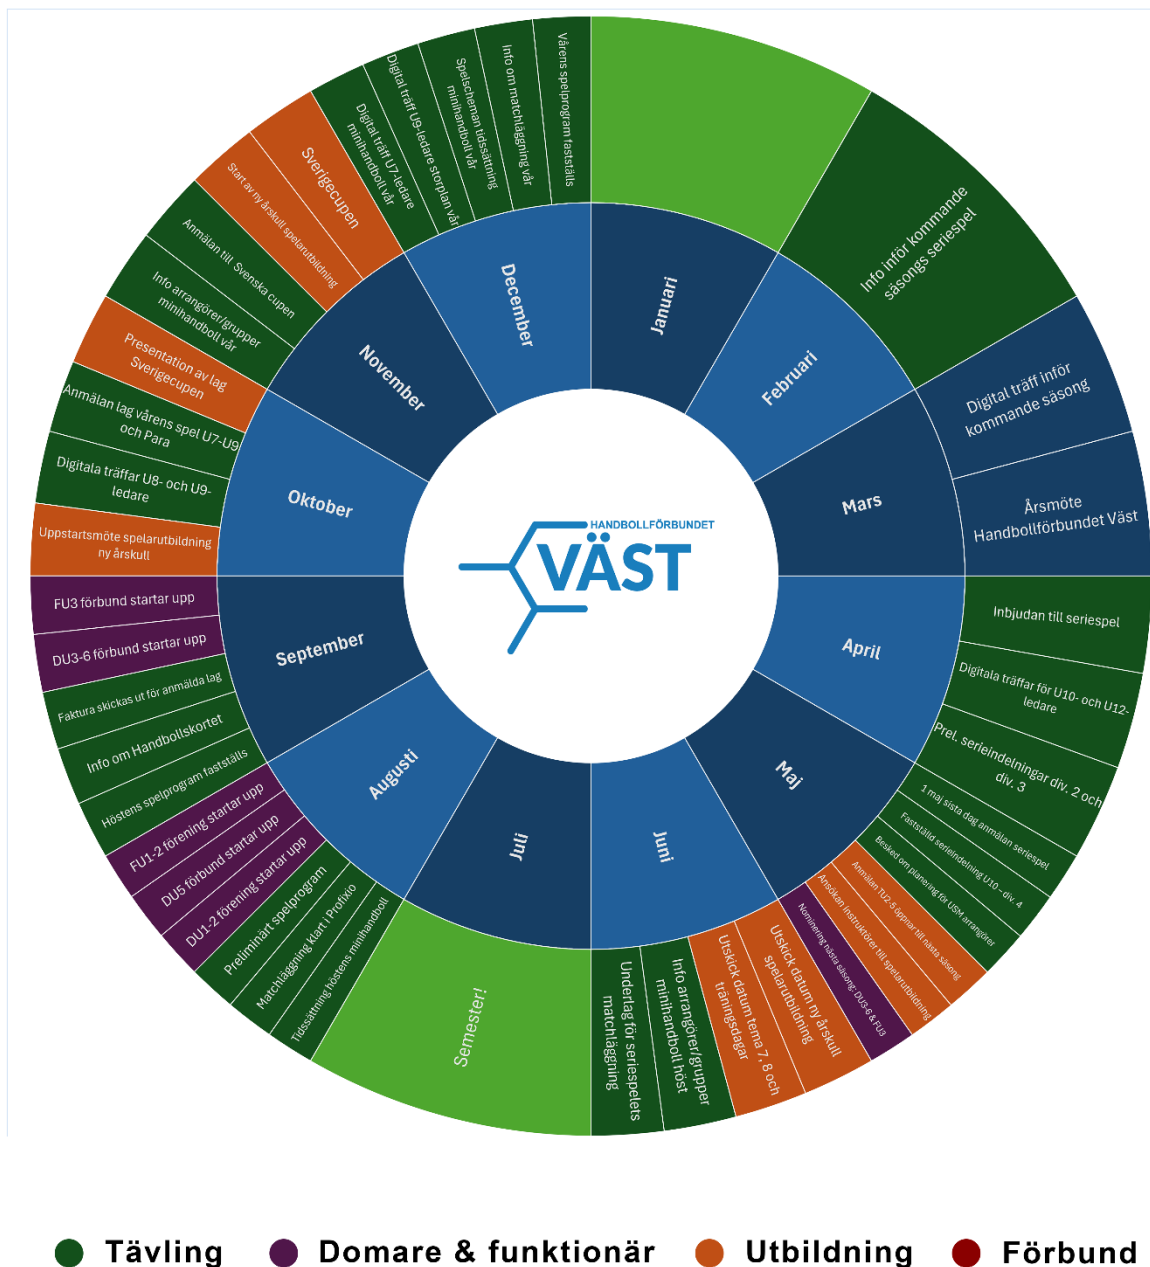 HANDBOLLFÖRBUNDET
VÄST
Januari
Februari
Info inför kommande
säsongs seriespel
Mars
Digital träff inför
kommande säsong
Årsmöte
Handbollförbundet Väst
April
Inbjudan till seriespel
Digitala träffar för U10- och U12-
ledare
Prel. serieindelningar div. 2 och
div. 3
Maj
1 maj sista dag anmälan seriespel
Fastställd serieindelning U10 – div. 4
Besked om planering för USM arrangörer
Anmälan TU2-5 öppnar till nästa säsong
Ansökan instruktörer till spelarutbildning
Nominering nästa säsong: DU3-6 & FU3
Juni
Utskick datum ny årskull
spelarutbildning
Utskick datum tema 7, 8 och
träningsdagar
Info arrangörer/grupper
minihandboll höst
Underlag för seriespelets
matchläggning
Juli
Semester!
Augusti
Tidssättning höstens minihandboll
Matchläggning klart i Profixio
Preliminärt spelprogram
DU1-2 förening startar upp
DU5 förbund startar upp
FU1-2 förening startar upp
September
Höstens spelprogram fastställs
Info om Handbollskortet
Faktura skickas ut för anmälda lag
DU3-6 förbund startar upp
FU3 förbund startar upp
Oktober
Uppstartsmöte spelarutbildning
ny årskull
Digitala träffar U8- och U9-
ledare
Anmälan lag vårens spel U7-U9
och Para
Presentation av lag
Sverigecupen
November
Info arrangörer/grupper
minihandboll vår
Anmälan till Svenska cupen
Start av ny årskull spelarutbildning
Sverigecupen
December
Digital träff U7-ledare
minihandboll vår
Digital träff U9-ledare storplan vår
Spelscheman tidssättning
minihandboll vår
Info om matchläggning vår
Vårens spelprogram fastställs
Tävling
Domare & funktionär
Utbildning
Förbund